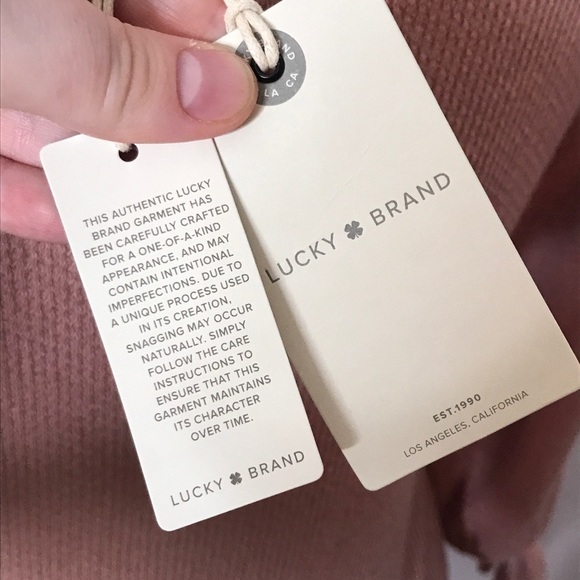 THIS AUTHENTIC LUCKY
BRAND GARMENT HAS
BEEN CAREFULLY CRAFTED
FOR A ONE-OF-A-KIND
APPEARANCE, AND MAY
CONTAIN INTENTIONAL
IMPERFECTIONS. DUE TO
A UNIQUE PROCESS USED
IN ITS CREATION,
SNAGGING MAY OCCUR
NATURALLY. SIMPLY
FOLLOW THE CARE
INSTRUCTIONS TO
ENSURE THAT THIS
GARMENT MAINTAINS
ITS CHARACTER
OVER TIME.
LUCKY BRAND
LA CA
LUCKY BRAND
EST.1990
LOS ANGELES, CALIFORNIA